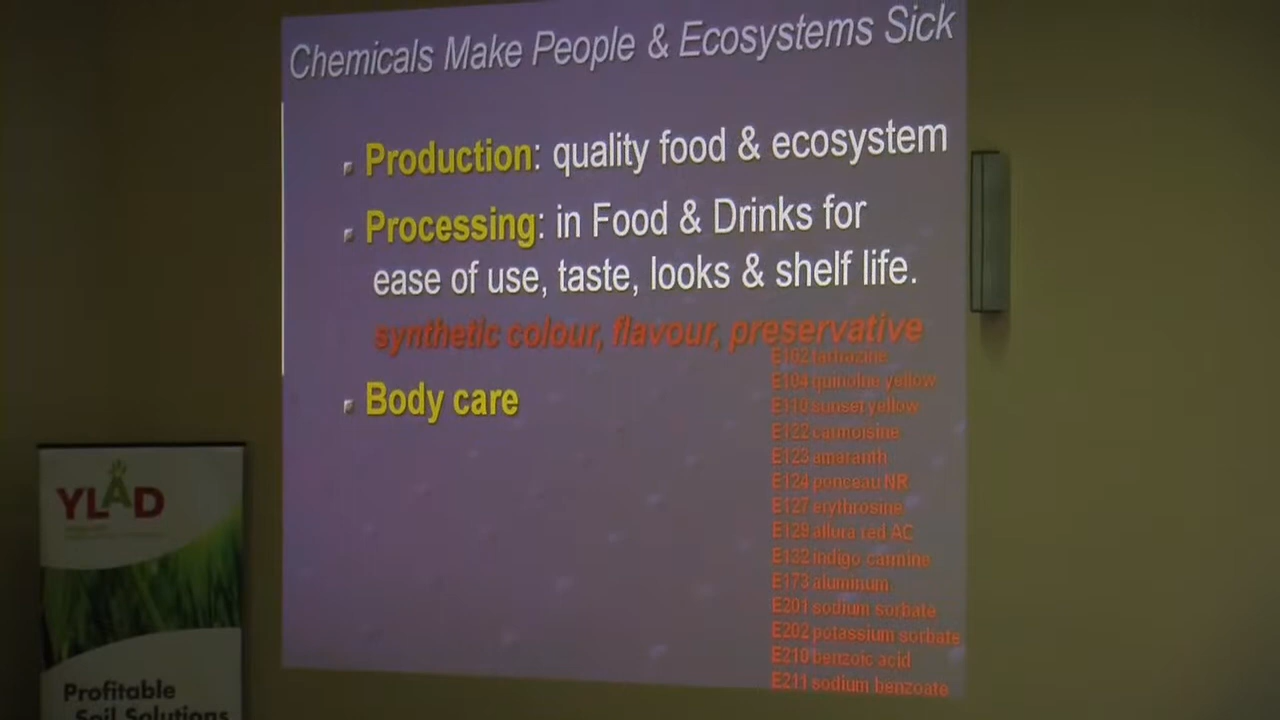 Chemicals Make People & Ecosystems Sick
Production: quality food & ecosystem
Processing: in Food & Drinks for
ease of use, taste, looks & shelf life.
synthetic colour, flavour, preservative
E102 tartrazine
E104 quinoline yellow
E110 sunset yellow
E122 carmoisine
E123 amaranth
E124 ponceau NR
E127 erythrosine
E129 allura red AC
E132 indigo carmine
E173 aluminum
E201 sodium sorbate
E202 potassium sorbate
E210 benzoic acid
E211 sodium benzoate
Body care
YLAD
Profitable
Soil Solutions